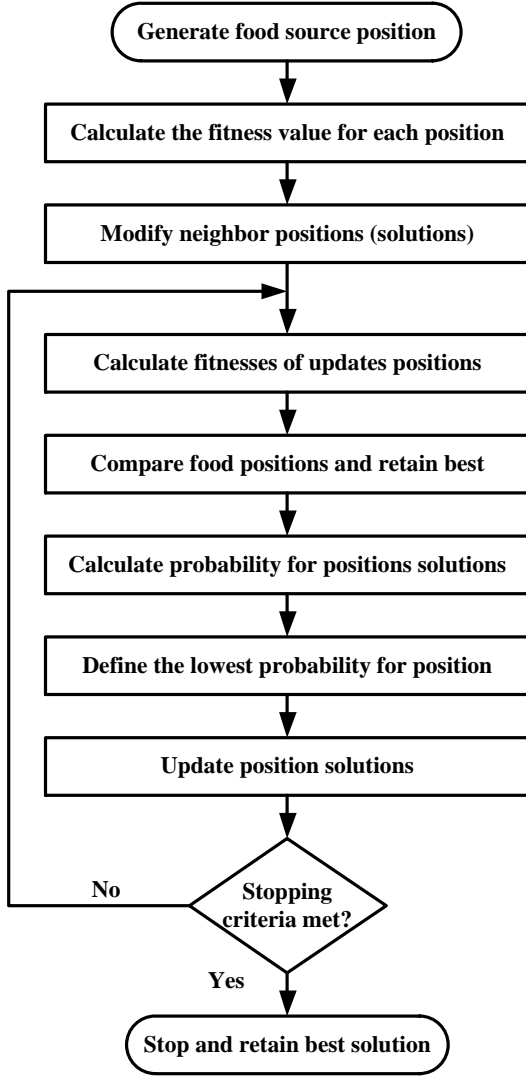 Generate food source position
Calculate the fitness value for each position
Modify neighbor positions (solutions)
Calculate fitnesses of updates positions
Compare food positions and retain best
Calculate probability for positions solutions
Define the lowest probability for position
Update position solutions
No
Stopping
criteria met?
Yes
Stop and retain best solution